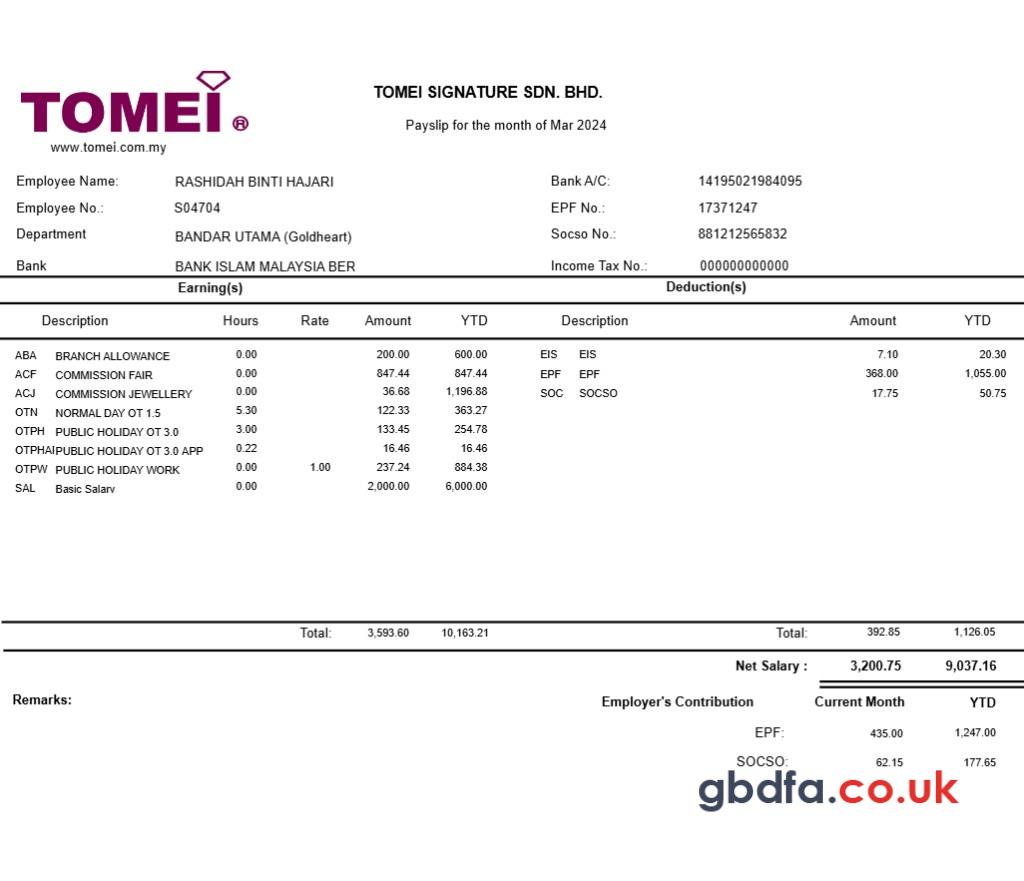 TOMEI®
www.tomei.com.my
TOMEI SIGNATURE SDN. BHD.
Payslip for the month of Mar 2024
Employee Name: RASHIDAH BINTI HAJARI Bank A/C: 14195021984095
Employee No.: S04704 EPF No.: 17371247
Department BANDAR UTAMA (Goldheart) Socso No.: 881212565832
Bank BANK ISLAM MALAYSIA BER Income Tax No.: 000000000000
Earning(s) Deduction(s)
Description Hours Rate Amount YTD Description Amount YTD
ABA BRANCH ALLOWANCE 0.00 200.00 600.00 EIS EIS 7.10 20.30
ACF COMMISSION FAIR 0.00 847.44 847.44 EPF EPF 368.00 1,055.00
ACJ COMMISSION JEWELLERY 0.00 36.68 1,196.88 SOC SOCSO 17.75 50.75
OTN NORMAL DAY OT 1.5 5.30 122.33 363.27
OTPH PUBLIC HOLIDAY OT 3.0 3.00 133.45 254.78
OTPHAI PUBLIC HOLIDAY OT 3.0 APP 0.22 16.46 16.46
OTPW PUBLIC HOLIDAY WORK 0.00 1.00 237.24 884.38
SAL Basic Salary 0.00 2,000.00 6,000.00
Total: 3,593.60 10,163.21 Total: 392.85 1,126.05
Net Salary : 3,200.75 9,037.16
Remarks: Employer's Contribution Current Month YTD
EPF: 435.00 1,247.00
SOCSO: 62.15 177.65
gbdfa.co.uk